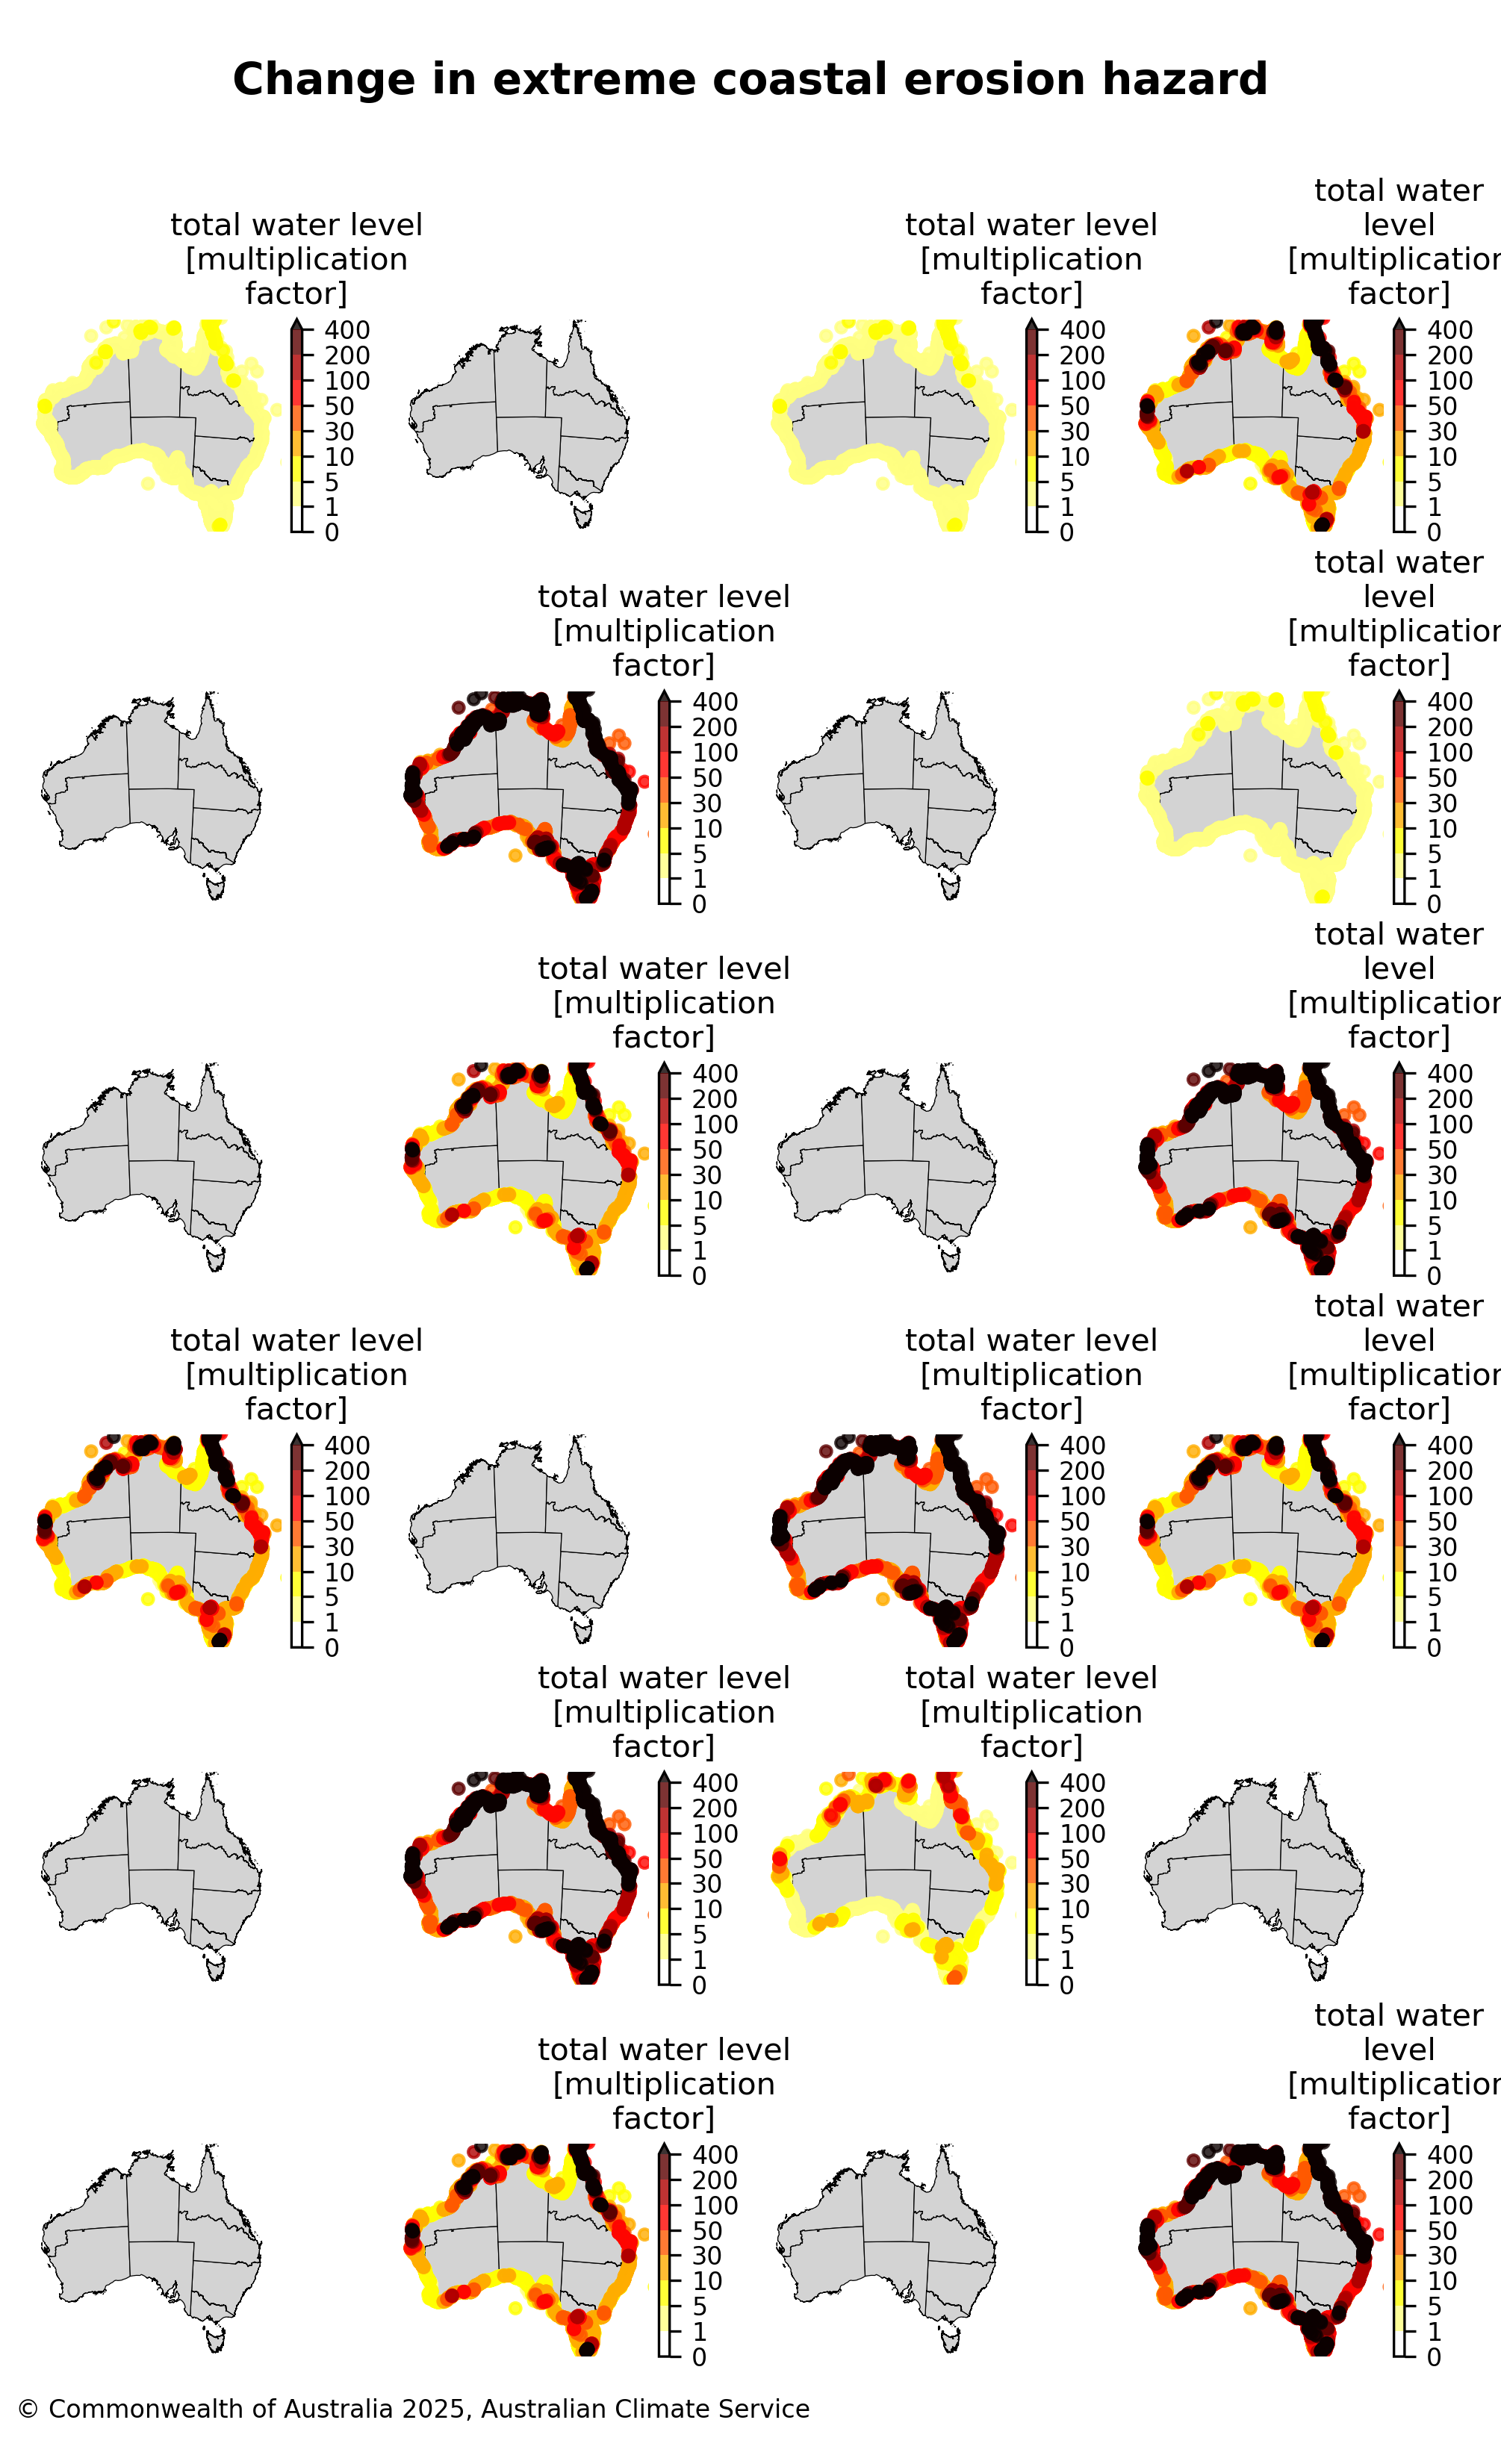 Change in extreme coastal erosion hazard
total water level
[multiplication
factor]
400
200
100
50
30
10
5
1
0
total water level
[multiplication
factor]
400
200
100
50
30
10
5
1
0
total water
level
[multiplication
factor]
400
200
100
50
30
10
5
1
0
total water level
[multiplication
factor]
400
200
100
50
30
10
5
1
0
total water
level
[multiplication
factor]
400
200
100
50
30
10
5
1
0
total water level
[multiplication
factor]
400
200
100
50
30
10
5
1
0
total water
level
[multiplication
factor]
400
200
100
50
30
10
5
1
0
total water level
[multiplication
factor]
400
200
100
50
30
10
5
1
0
total water level
[multiplication
factor]
400
200
100
50
30
10
5
1
0
total water
level
[multiplication
factor]
400
200
100
50
30
10
5
1
0
total water level
[multiplication
factor]
400
200
100
50
30
10
5
1
0
total water level
[multiplication
factor]
400
200
100
50
30
10
5
1
0
total water level
[multiplication
factor]
400
200
100
50
30
10
5
1
0
total water
level
[multiplication
factor]
400
200
100
50
30
10
5
1
0
© Commonwealth of Australia 2025, Australian Climate Service